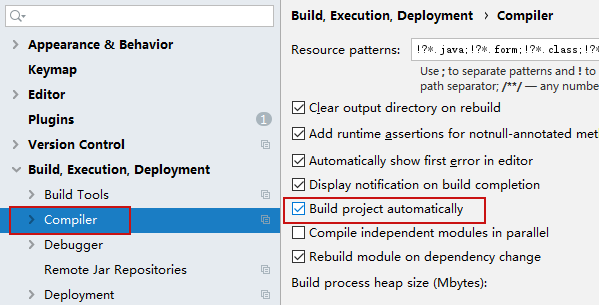 Appearance & Behavior
Keymap
Editor
Plugins 1
Version Control
Build, Execution, Deployment
Build Tools
Compiler
Debugger
Remote Jar Repositories
Deployment
Build, Execution, Deployment › Compiler
Resource patterns: !?*.java;!?*.form;!?*.class;!?
Use ; to separate patterns and ! to
path separator; /**/ — any numbe
Clear output directory on rebuild
Add runtime assertions for notnull-annotated met
Automatically show first error in editor
Display notification on build completion
Build project automatically
Compile independent modules in parallel
Rebuild module on dependency change
Build process heap size (Mbytes):